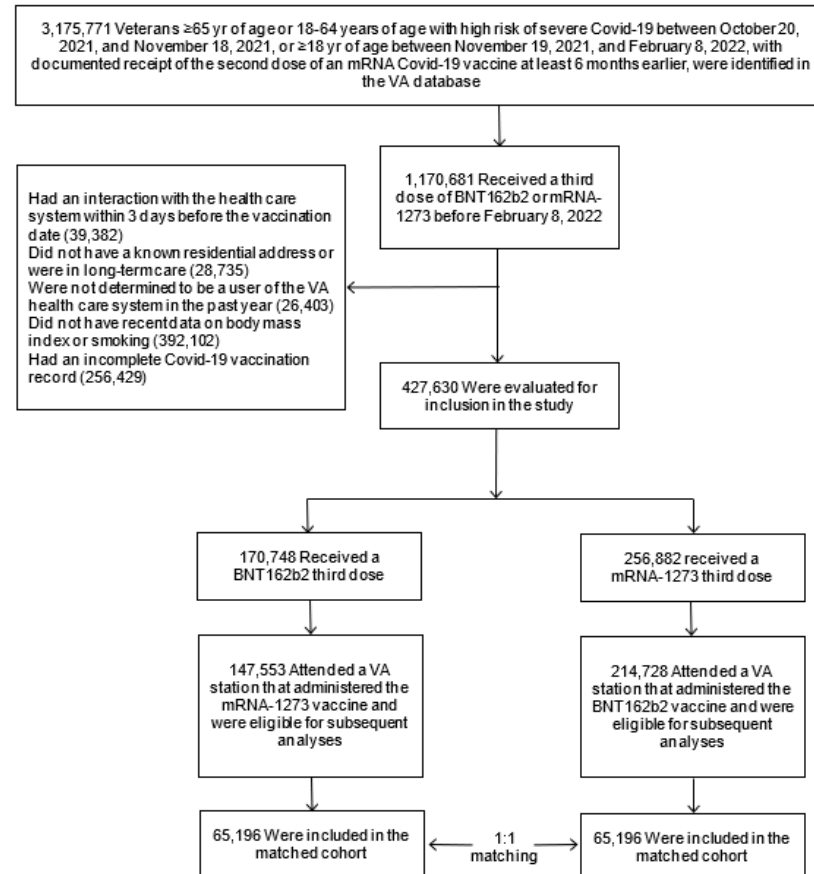 3,175,771 Veterans ≥65 yr of age or 18-64 years of age with high risk of severe Covid-19 between October 20,
2021, and November 18, 2021, or ≥18 yr of age between November 19, 2021, and February 8, 2022, with
documented receipt of the second dose of an mRNA Covid-19 vaccine at least 6 months earlier, were identified in
the VA database
1,170,681 Received a third
dose of BNT162b2 or mRNA-
1273 before February 8, 2022
Had an interaction with the health care
system within 3 days before the vaccination
date (39,382)
Did not have a known residential address or
were in long-term care (28,735)
Were not determined to be a user of the VA
health care system in the past year (26,403)
Did not have recent data on body mass
index or smoking (392,102)
Had an incomplete Covid-19 vaccination
record (256,429)
427,630 Were evaluated for
inclusion in the study
170,748 Received a
BNT162b2 third dose
256,882 received a
mRNA-1273 third dose
147,553 Attended a VA
station that administered the
mRNA-1273 vaccine and
were eligible for subsequent
analyses
214,728 Attended a VA
station that administered the
BNT162b2 vaccine and were
eligible for subsequent
analyses
65,196 Were included in the
matched cohort
1:1
matching
65,196 Were included in the
matched cohort